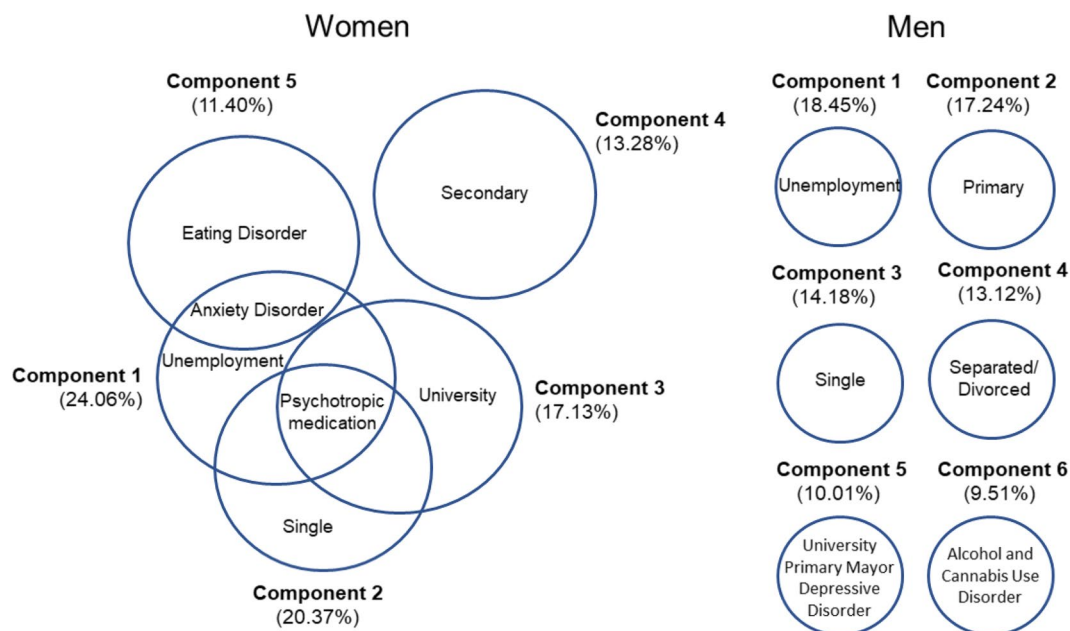 Women
Men
Component 5
(11.40%)
Component 4
(13.28%)
Secondary
Eating Disorder
Anxiety Disorder
Unemployment
Component 1
(24.06%)
Psychotropic
medication
University
Component 3
(17.13%)
Single
Component 2
(20.37%)
Component 1
(18.45%)
Unemployment
Component 2
(17.24%)
Primary
Component 3
(14.18%)
Single
Component 4
(13.12%)
Separated/
Divorced
Component 5
(10.01%)
University
Primary Mayor
Depressive
Disorder
Component 6
(9.51%)
Alcohol and
Cannabis Use
Disorder